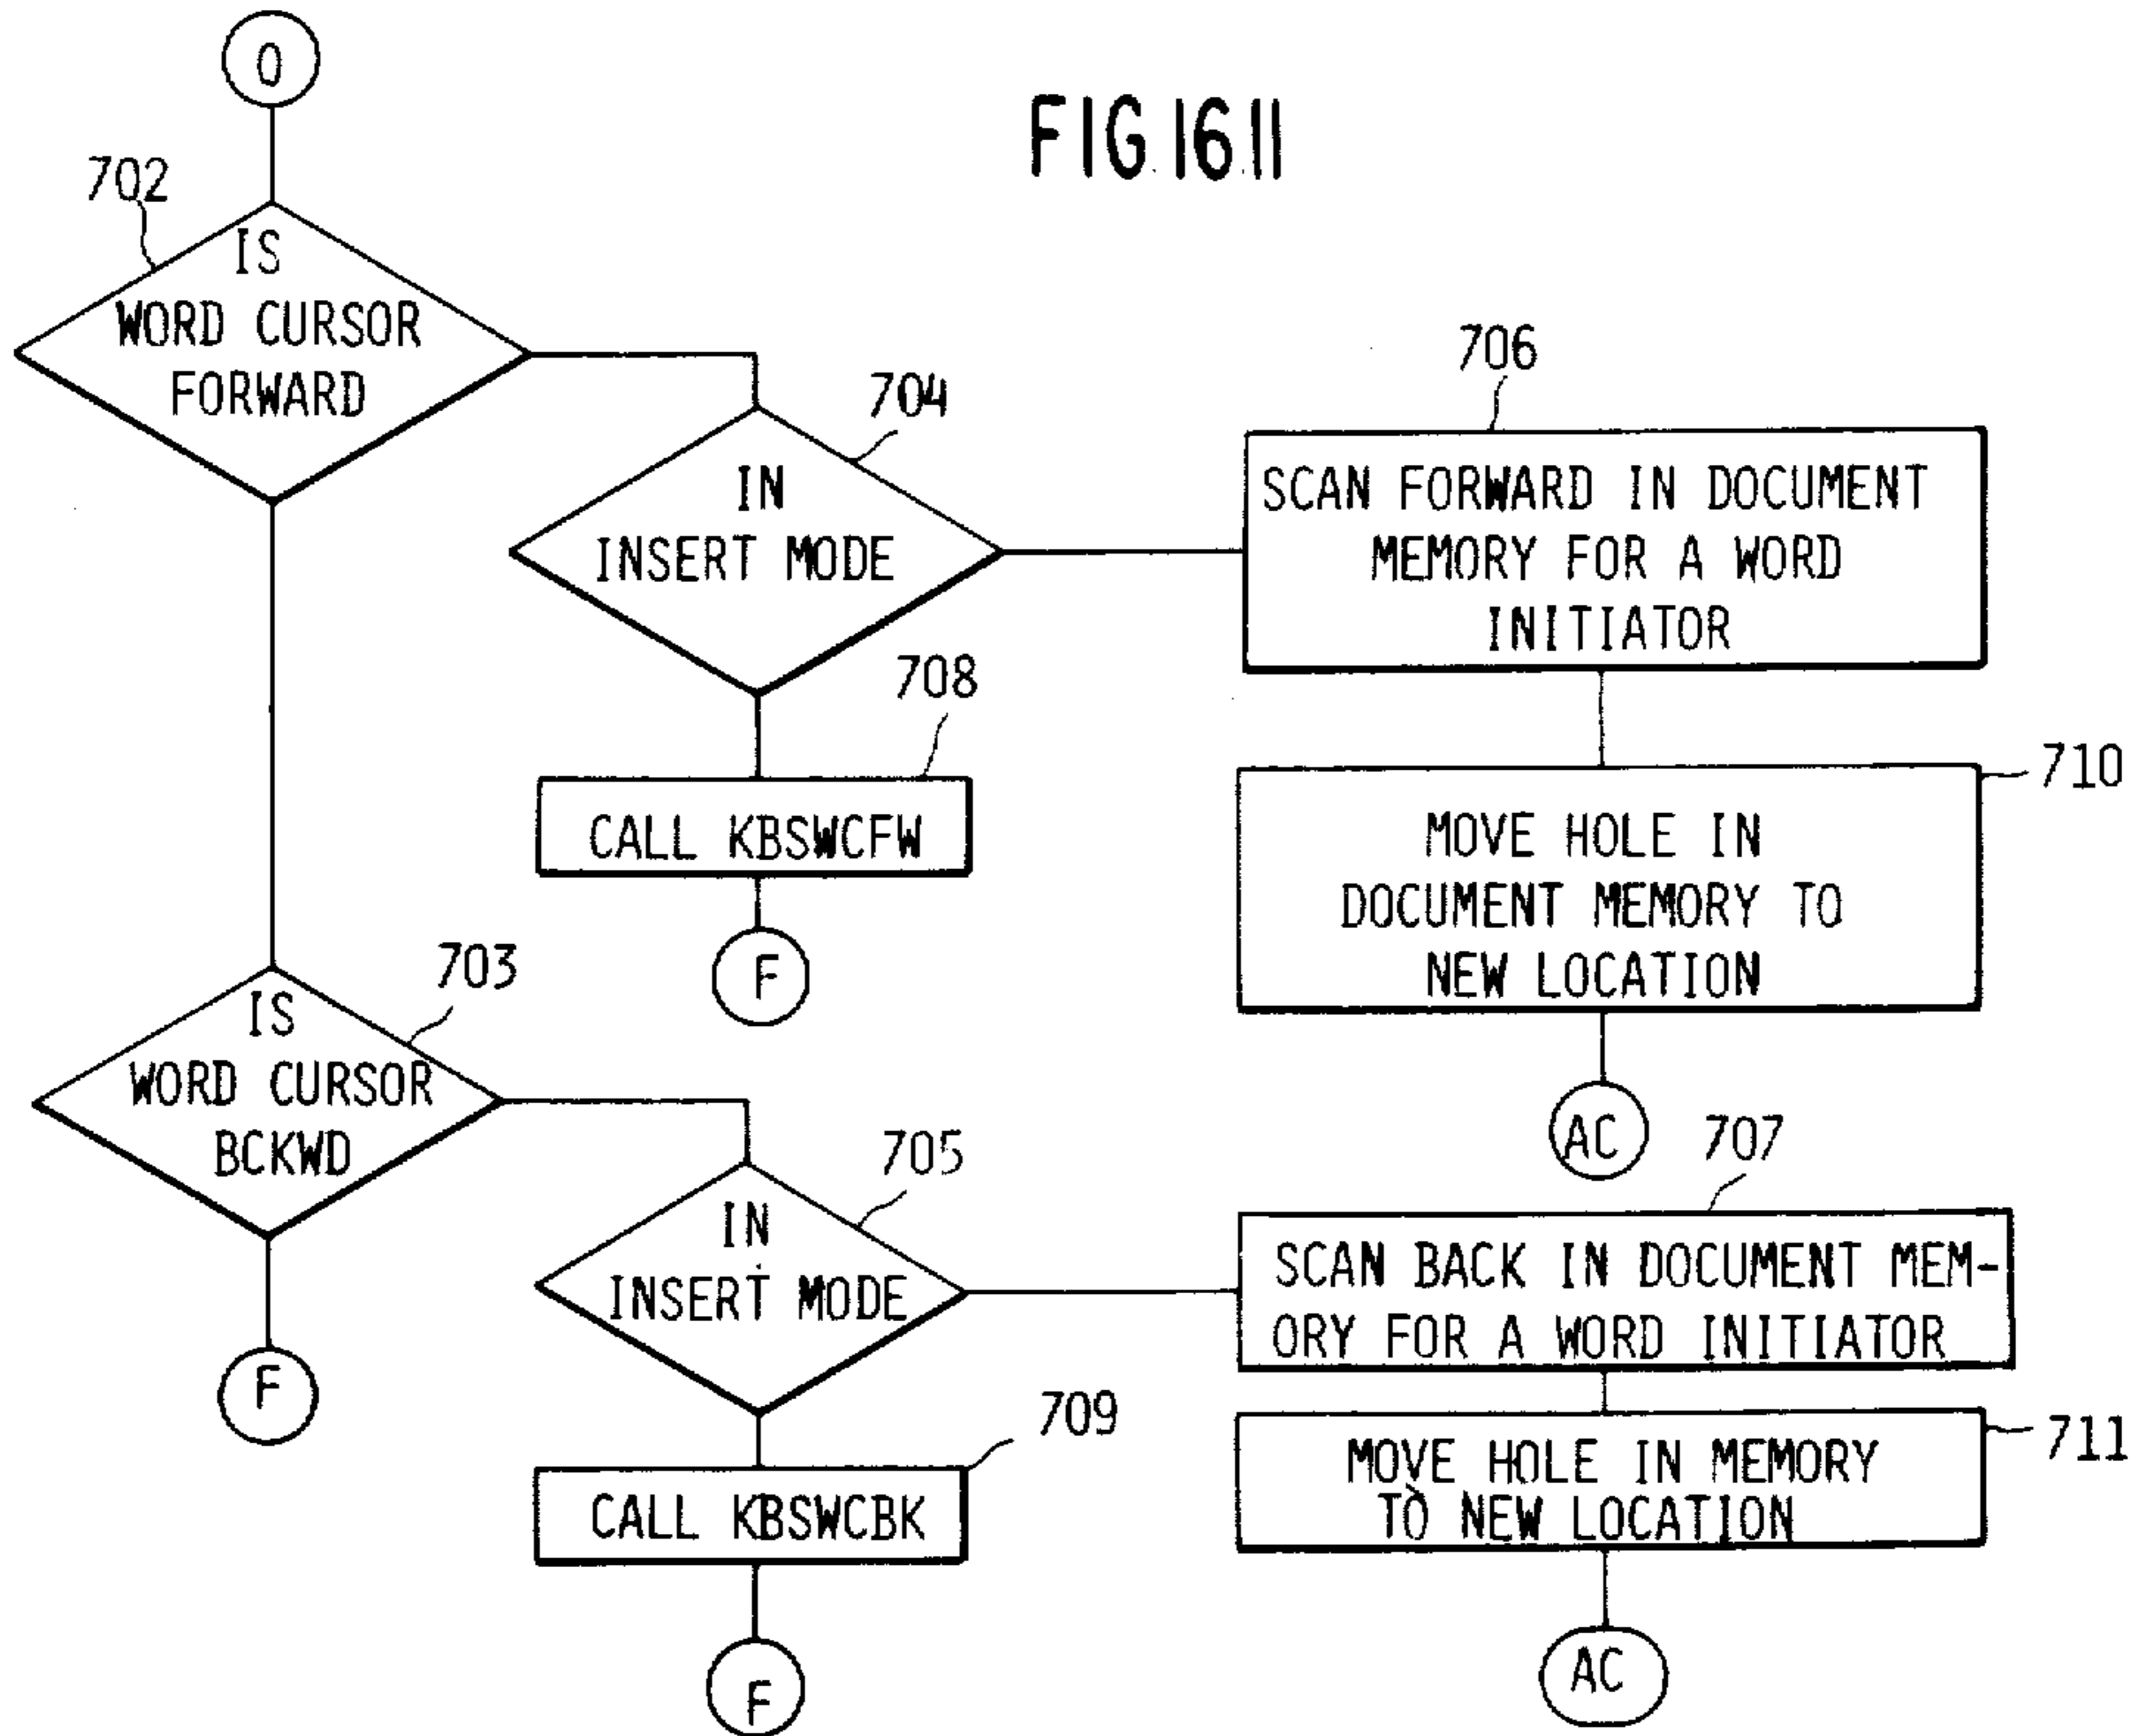 O
FIG.16.11
702
IS
WORD CURSOR
FORWARD
704
IN
INSERT MODE
706
SCAN FORWARD IN DOCUMENT
MEMORY FOR A WORD
INITIATOR
708
CALL KBSWCFW
F
710
MOVE HOLE IN
DOCUMENT MEMORY TO
NEW LOCATION
AC
703
IS
WORD CURSOR
BCKWD
F
705
IN
INSERT MODE
707
SCAN BACK IN DOCUMENT MEM-
ORY FOR A WORD INITIATOR
709
CALL KBSWCBK
F
711
MOVE HOLE IN MEMORY
TO NEW LOCATION
AC